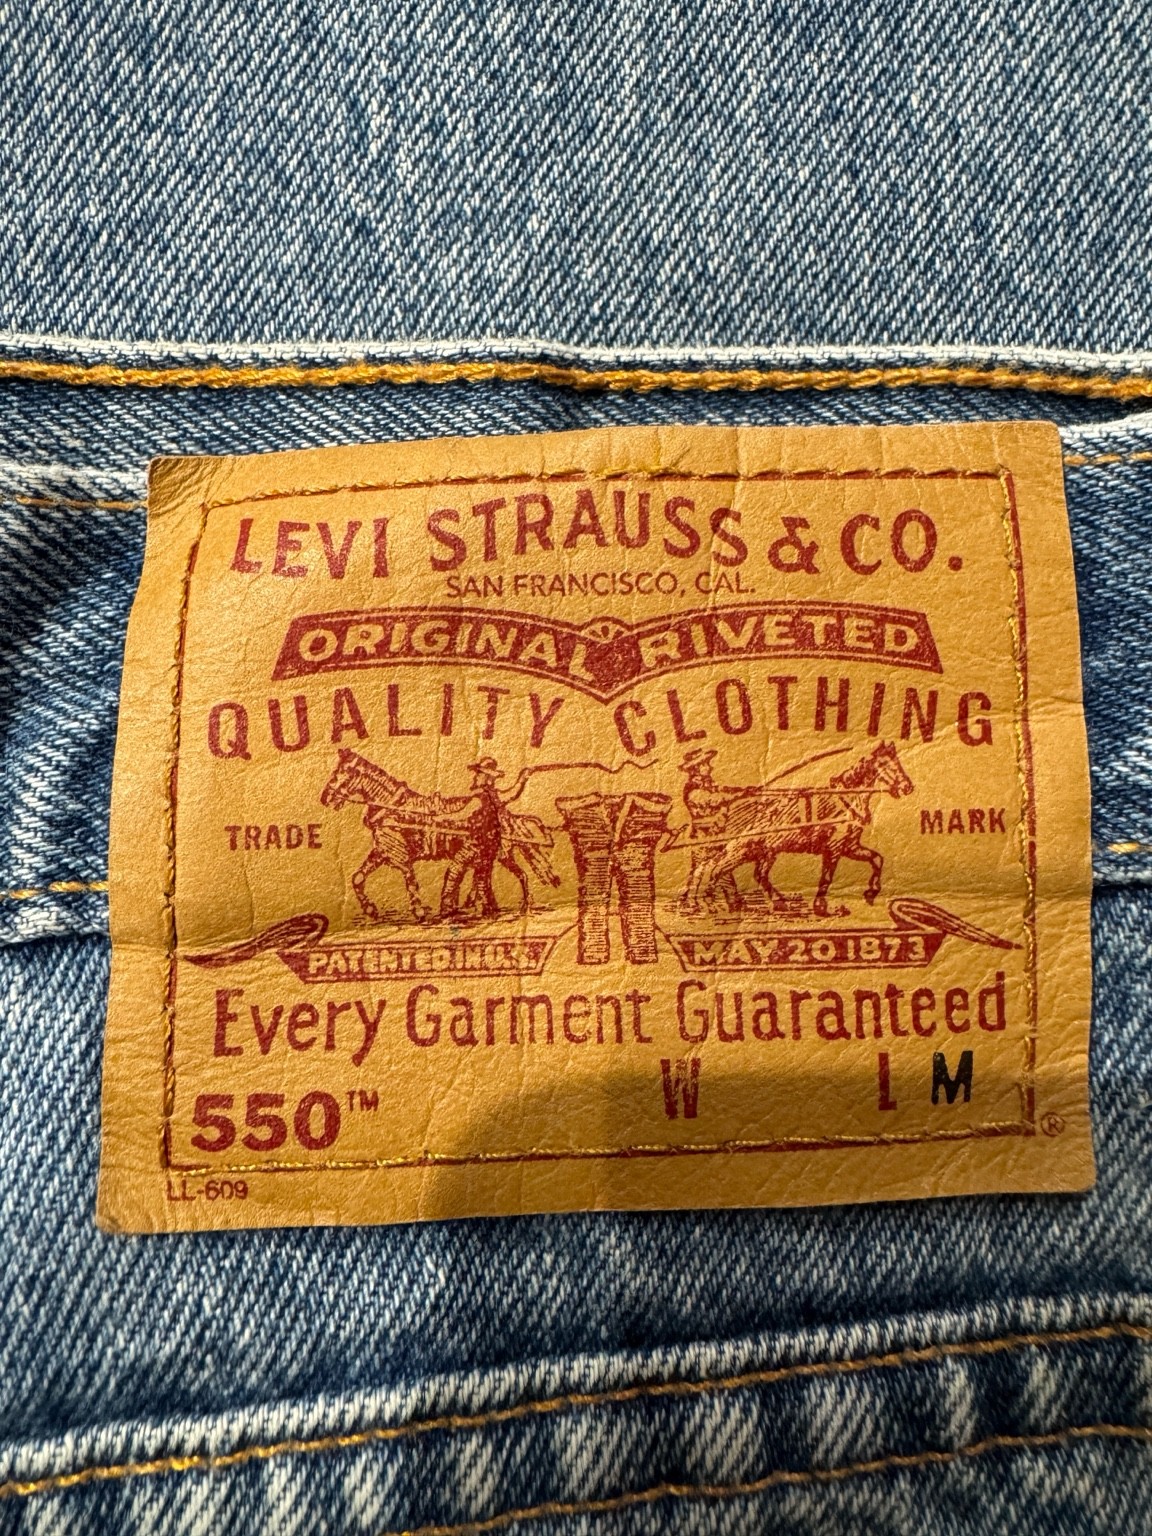 LEVI STRAUSS & CO.
SAN FRANCISCO, CAL.
ORIGINAL RIVETED
QUALITY CLOTHING
TRADE MARK
PATENTED IN U.S. MAY 20 1873
Every Garment Guaranteed
550™ W L M
®
LL-609